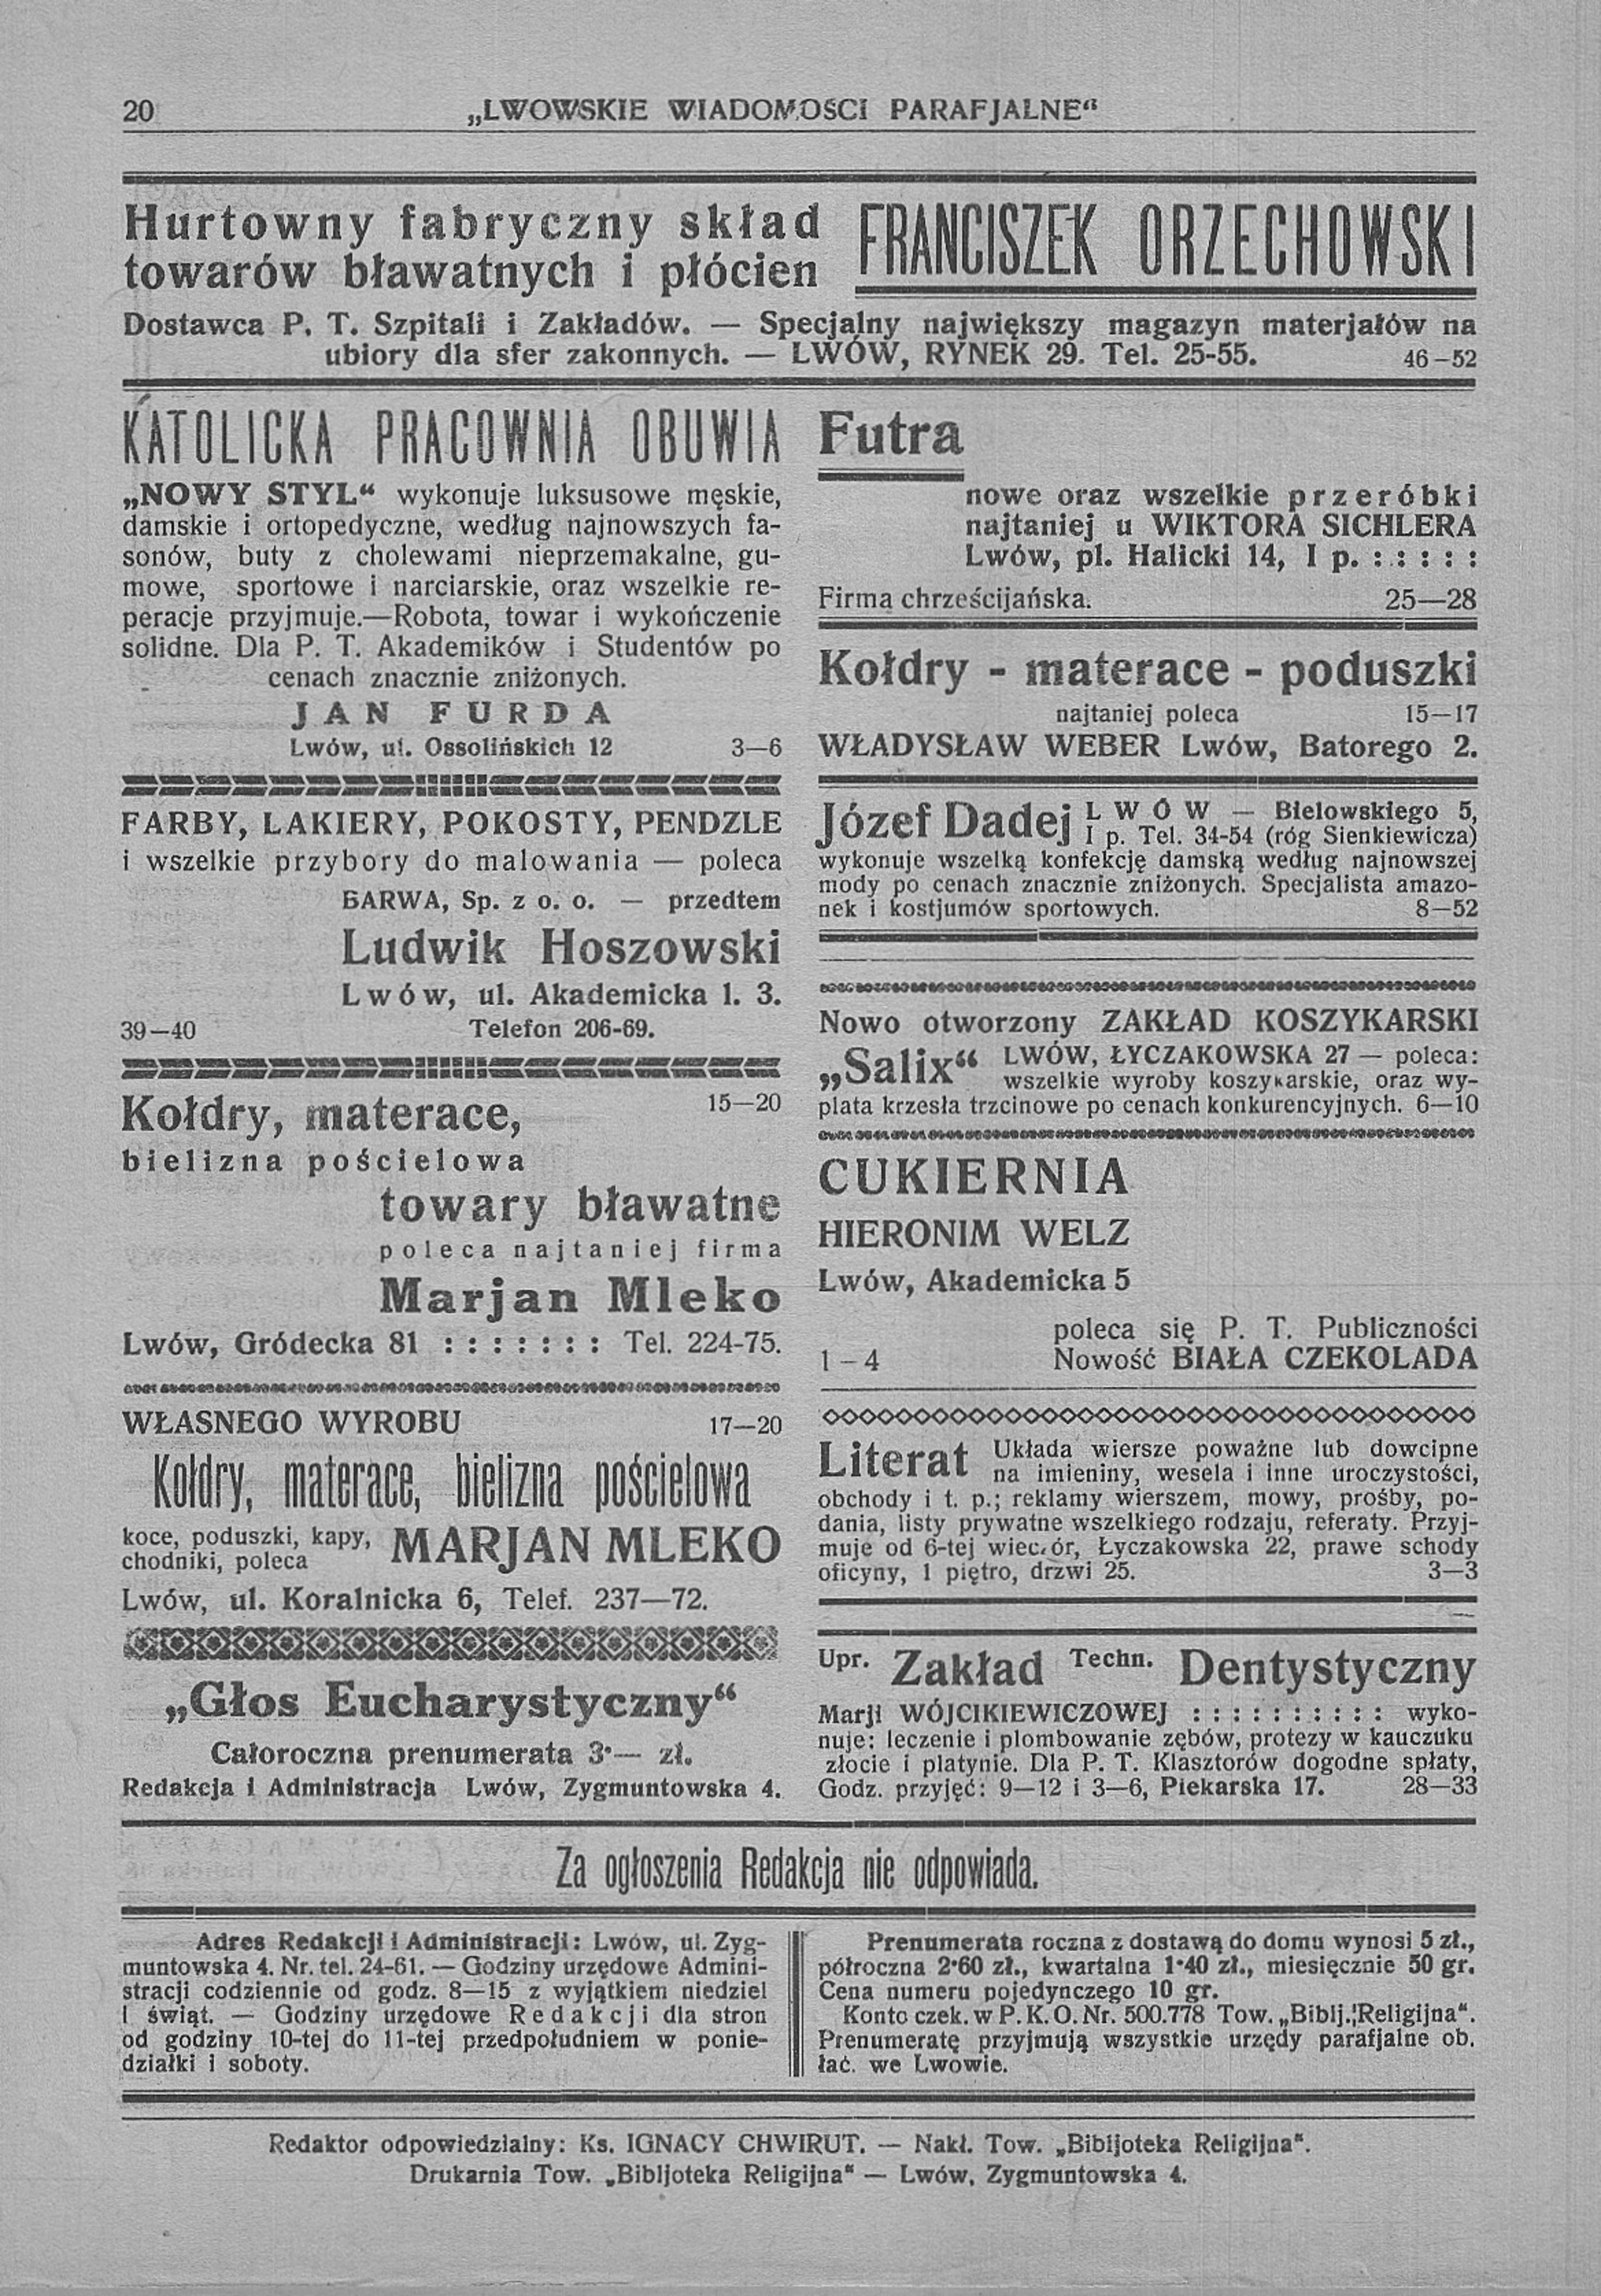 20
„LWOWSKIE WIADOMOŚCI PARAFJALNE“
Hurtowny fabryczny skład
towarów bławatnych i płócien
FRANCISZEK ORZECHOWSKI
Dostawca P. T. Szpitali i Zakładów. — Specjalny największy magazyn materjałów na
ubiory dla sfer zakonnych. — LWÓW, RYNEK 29. Tel. 25-55. 46-52
KATOLICKA PRACOWNIA OBUWIA
„NOWY STYL“ wykonuje luksusowe męskie,
damskie i ortopedyczne, według najnowszych fa-
sonów, buty z cholewami nieprzemakalne, gu-
mowe, sportowe i narciarskie, oraz wszelkie re-
peracje przyjmuje.—Robota, towar i wykończenie
solidne. Dla P. T. Akademików i Studentów po
cenach znacznie zniżonych.
JAN FURDA
Lwów, ul. Ossolińskich 12 3—6
FARBY, LAKIERY, POKOSTY, PENDZLE
i wszelkie przybory do malowania — poleca
BARWA, Sp. z o. o. — przedtem
Ludwik Hoszowski
Lwów, ul. Akademicka l. 3.
39—40 Telefon 206-69.
Kołdry, materace, 15—20
bielizna pościelowa
towary bławatne
poleca najtaniej firma
Marjan Mleko
Lwów, Gródecka 81 : : : : : : : Tel. 224-75.
WŁASNEGO WYROBU 17—20
Kołdry, materace, bielizna pościelowa
koce, poduszki, kapy,
chodniki, poleca
MARJAN MLEKO
Lwów, ul. Koralnicka 6, Telef. 237—72.
„Głos Eucharystyczny“
Całoroczna prenumerata 3·— zł.
Redakcja i Administracja Lwów, Zygmuntowska 4.
Futra
nowe oraz wszelkie przeróbki
najtaniej u WIKTORA SICHLERA
Lwów, pl. Halicki 14, I p. : : : : : :
Firma chrześcijańska. 25—28
Kołdry - materace - poduszki
najtaniej poleca 15—17
WŁADYSŁAW WEBER Lwów, Batorego 2.
Józef Dadej LWÓW — Bielowskiego 5,
I p. Tel. 34-54 (róg Sienkiewicza)
wykonuje wszelką konfekcję damską według najnowszej
mody po cenach znacznie zniżonych. Specjalista amazo-
nek i kostjumów sportowych. 8—52
Nowo otworzony ZAKŁAD KOSZYKARSKI
„Salix“ LWÓW, ŁYCZAKOWSKA 27 — poleca:
wszelkie wyroby koszykarskie, oraz wy-
plata krzesła trzcinowe po cenach konkurencyjnych. 6—10
CUKIERNIA
HIERONIM WELZ
Lwów, Akademicka 5
poleca się P. T. Publiczności
1-4 Nowość BIAŁA CZEKOLADA
Literat Układa wiersze poważne lub dowcipne
na imieniny, wesela i inne uroczystości,
obchody i t. p.; reklamy wierszem, mowy, prośby, po-
dania, listy prywatne wszelkiego rodzaju, referaty. Przyj-
muje od 6-tej wieczór, Łyczakowska 22, prawe schody
oficyny, 1 piętro, drzwi 25. 3—3
Upr. Zakład Techn. Dentystyczny
Marji WÓJCIKIEWICZOWEJ : : : : : : : : : : wyko-
nuje: leczenie i plombowanie zębów, protezy w kauczuku
złocie i platynie. Dla P. T. Klasztorów dogodne spłaty,
Godz. przyjęć: 9—12 i 3—6, Piekarska 17. 28—33
Za ogłoszenia Redakcja nie odpowiada.
Adres Redakcji i Administracji: Lwów, ul. Zyg-
muntowska 4. Nr. tel. 24-61. — Godziny urzędowe Admini-
stracji codziennie od godz. 8—15 z wyjątkiem niedziel
i świąt. — Godziny urzędowe Redakcji dla stron
od godziny 10-tej do 11-tej przedpołudniem w ponie-
działki i soboty.
Prenumerata roczna z dostawą do domu wynosi 5 zł.,
półroczna 2·60 zł., kwartalna 1·40 zł., miesięcznie 50 gr.
Cena numeru pojedynczego 10 gr.
Konto czek. w P. K. O. Nr. 500.778 Tow. „Biblj. Religijna“.
Prenumeratę przyjmują wszystkie urzędy parafjalne ob.
łać. we Lwowie.
Redaktor odpowiedzialny: Ks. IGNACY CHWIRUT. — Nakł. Tow. „Bibljoteka Religijna“.
Drukarnia Tow. „Bibljoteka Religijna“ — Lwów, Zygmuntowska 4.